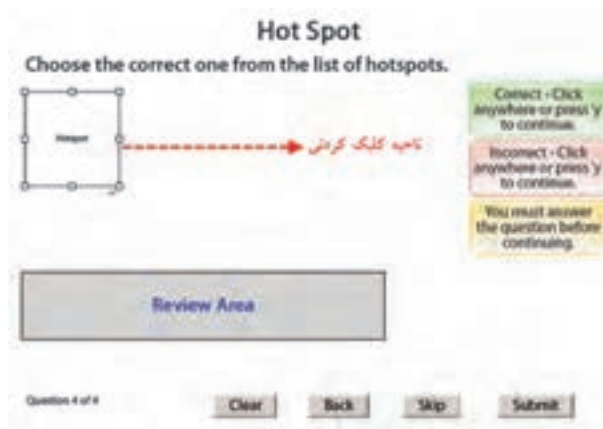 Hot Spot
Choose the correct one from the list of hotspots.
Hotspot
ناحیه کلیک کردنی
Correct - Click
anywhere or press 'y'
to continue.
Incorrect - Click
anywhere or press 'y'
to continue.
You must answer
the question before
continuing.
Review Area
Question 4 of 4
Clear
Back
Skip
Submit